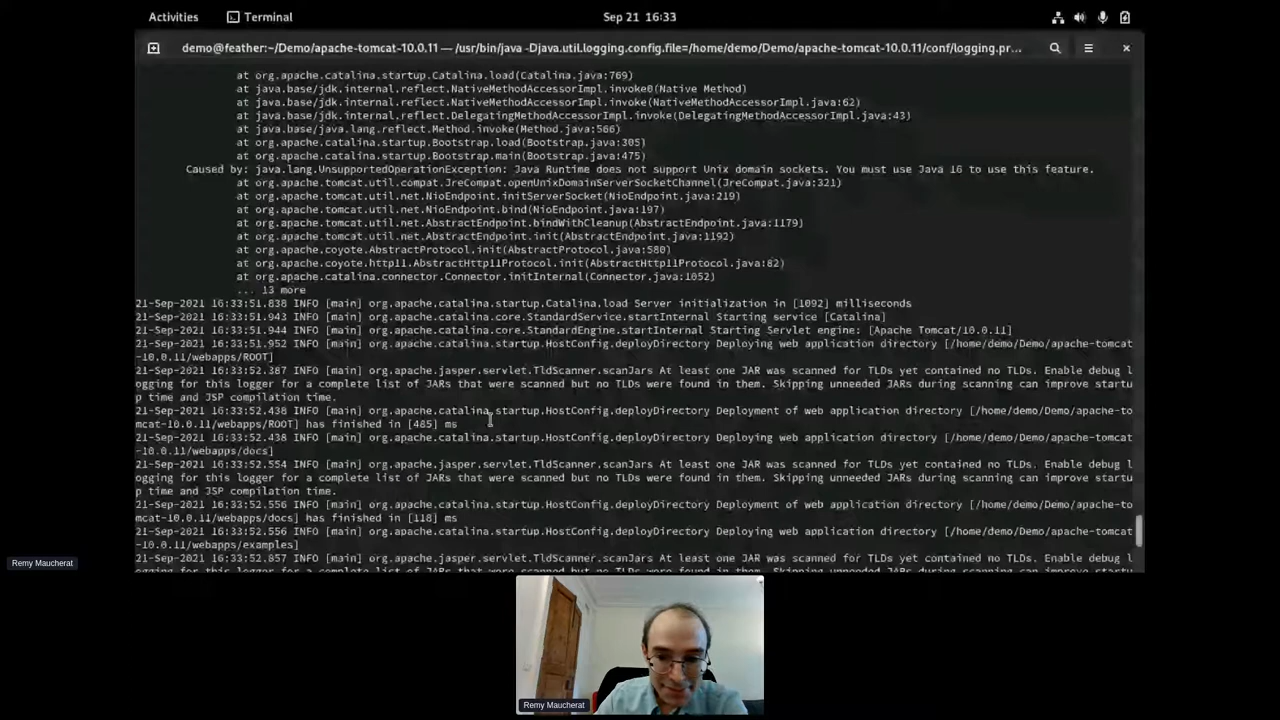 Activities Terminal Sep 21 16:33
demo@feather:~/Demo/apache-tomcat-10.0.11 — /usr/bin/java -Djava.util.logging.config.file=/home/demo/Demo/apache-tomcat-10.0.11/conf/logging.pr...
at org.apache.catalina.startup.Catalina.load(Catalina.java:769)
at java.base/jdk.internal.reflect.NativeMethodAccessorImpl.invoke0(Native Method)
at java.base/jdk.internal.reflect.NativeMethodAccessorImpl.invoke(NativeMethodAccessorImpl.java:62)
at java.base/jdk.internal.reflect.DelegatingMethodAccessorImpl.invoke(DelegatingMethodAccessorImpl.java:43)
at java.base/java.lang.reflect.Method.invoke(Method.java:566)
at org.apache.catalina.startup.Bootstrap.load(Bootstrap.java:305)
at org.apache.catalina.startup.Bootstrap.main(Bootstrap.java:475)
Caused by: java.lang.UnsupportedOperationException: Java Runtime does not support Unix domain sockets. You must use Java 16 to use this feature.
at org.apache.tomcat.util.compat.JreCompat.openUnixDomainServerSocketChannel(JreCompat.java:321)
at org.apache.tomcat.util.net.NioEndpoint.initServerSocket(NioEndpoint.java:219)
at org.apache.tomcat.util.net.NioEndpoint.bind(NioEndpoint.java:197)
at org.apache.tomcat.util.net.AbstractEndpoint.bindWithCleanup(AbstractEndpoint.java:1179)
at org.apache.tomcat.util.net.AbstractEndpoint.init(AbstractEndpoint.java:1192)
at org.apache.coyote.AbstractProtocol.init(AbstractProtocol.java:580)
at org.apache.coyote.http11.AbstractHttp11Protocol.init(AbstractHttp11Protocol.java:82)
at org.apache.catalina.connector.Connector.initInternal(Connector.java:1052)
... 13 more
21-Sep-2021 16:33:51.838 INFO [main] org.apache.catalina.startup.Catalina.load Server initialization in [1092] milliseconds
21-Sep-2021 16:33:51.943 INFO [main] org.apache.catalina.core.StandardService.startInternal Starting service [Catalina]
21-Sep-2021 16:33:51.944 INFO [main] org.apache.catalina.core.StandardEngine.startInternal Starting Servlet engine: [Apache Tomcat/10.0.11]
21-Sep-2021 16:33:51.952 INFO [main] org.apache.catalina.startup.HostConfig.deployDirectory Deploying web application directory [/home/demo/Demo/apache-tomcat
-10.0.11/webapps/ROOT]
21-Sep-2021 16:33:52.387 INFO [main] org.apache.jasper.servlet.TldScanner.scanJars At least one JAR was scanned for TLDs yet contained no TLDs. Enable debug l
ogging for this logger for a complete list of JARs that were scanned but no TLDs were found in them. Skipping unneeded JARs during scanning can improve startu
p time and JSP compilation time.
21-Sep-2021 16:33:52.438 INFO [main] org.apache.catalina.startup.HostConfig.deployDirectory Deployment of web application directory [/home/demo/Demo/apache-to
mcat-10.0.11/webapps/ROOT] has finished in [485] ms
21-Sep-2021 16:33:52.438 INFO [main] org.apache.catalina.startup.HostConfig.deployDirectory Deploying web application directory [/home/demo/Demo/apache-tomcat
-10.0.11/webapps/docs]
21-Sep-2021 16:33:52.554 INFO [main] org.apache.jasper.servlet.TldScanner.scanJars At least one JAR was scanned for TLDs yet contained no TLDs. Enable debug l
ogging for this logger for a complete list of JARs that were scanned but no TLDs were found in them. Skipping unneeded JARs during scanning can improve startu
p time and JSP compilation time.
21-Sep-2021 16:33:52.556 INFO [main] org.apache.catalina.startup.HostConfig.deployDirectory Deployment of web application directory [/home/demo/Demo/apache-to
mcat-10.0.11/webapps/docs] has finished in [118] ms
21-Sep-2021 16:33:52.556 INFO [main] org.apache.catalina.startup.HostConfig.deployDirectory Deploying web application directory [/home/demo/Demo/apache-tomcat
-10.0.11/webapps/examples]
21-Sep-2021 16:33:52.857 INFO [main] org.apache.jasper.servlet.TldScanner.scanJars At least one JAR was scanned for TLDs yet contained no TLDs. Enable debug l
ogging for this logger for a complete list of JARs that were scanned but no TLDs were found in them. Skipping unneeded JARs during scanning can improve startu
Remy Maucherat
Remy Maucherat